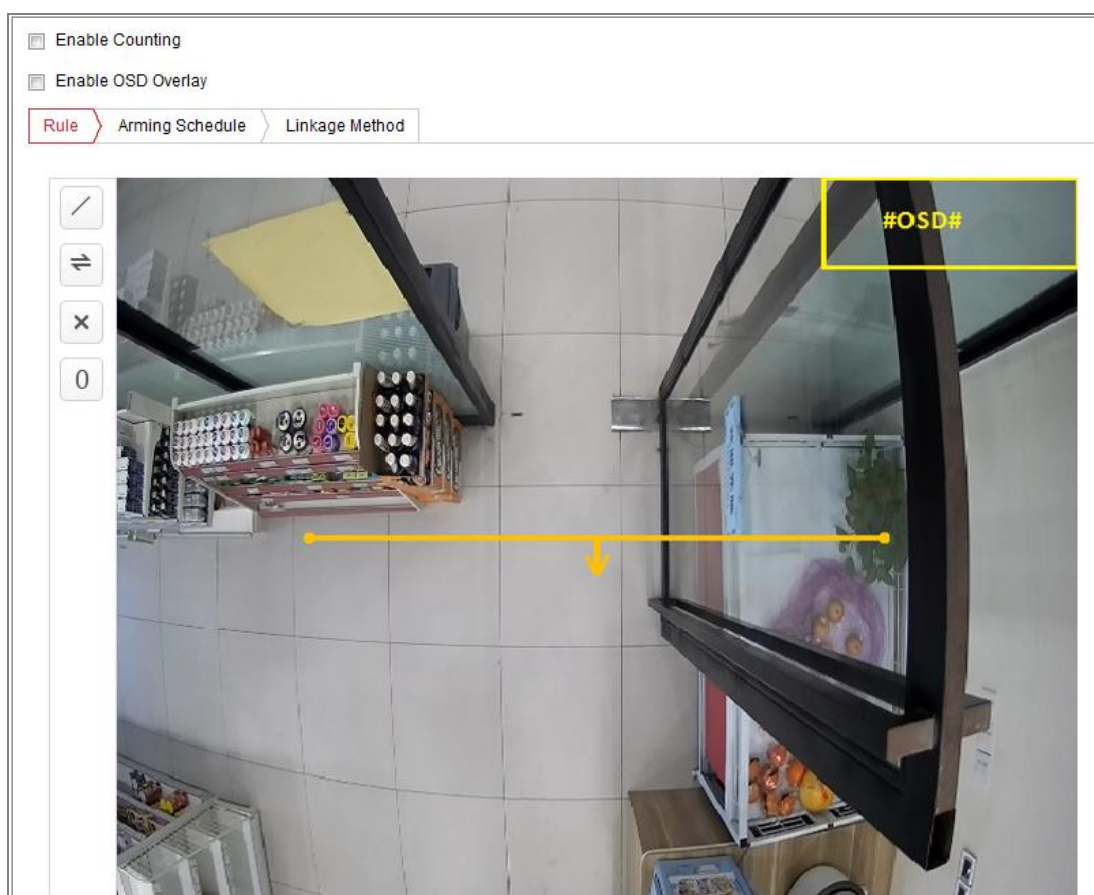 Enable Counting
Enable OSD Overlay
Rule
Arming Schedule
Linkage Method
#OSD#
0